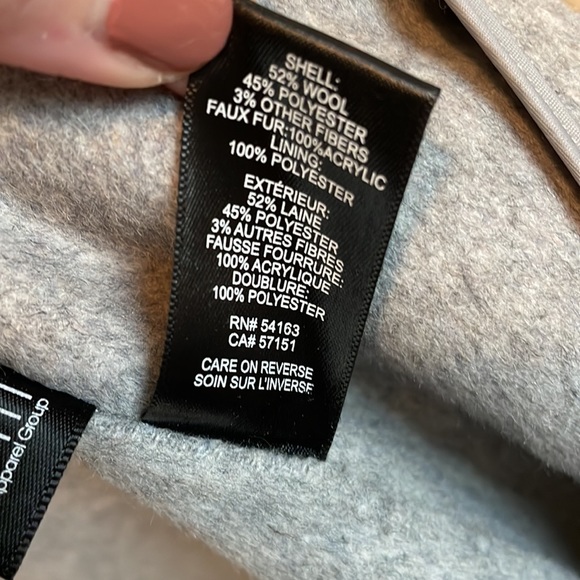 SHELL:
52% WOOL
45% POLYESTER
3% OTHER FIBERS
FAUX FUR:100%ACRYLIC
LINING:
100% POLYESTER
EXTÉRIEUR:
52% LAINE
45% POLYESTER
3% AUTRES FIBRES
FAUSSE FOURRURE:
100% ACRYLIQUE
DOUBLURE:
100% POLYESTER
RN# 54163
CA# 57151
CARE ON REVERSE
SOIN SUR L'INVERSE
Apparel Group